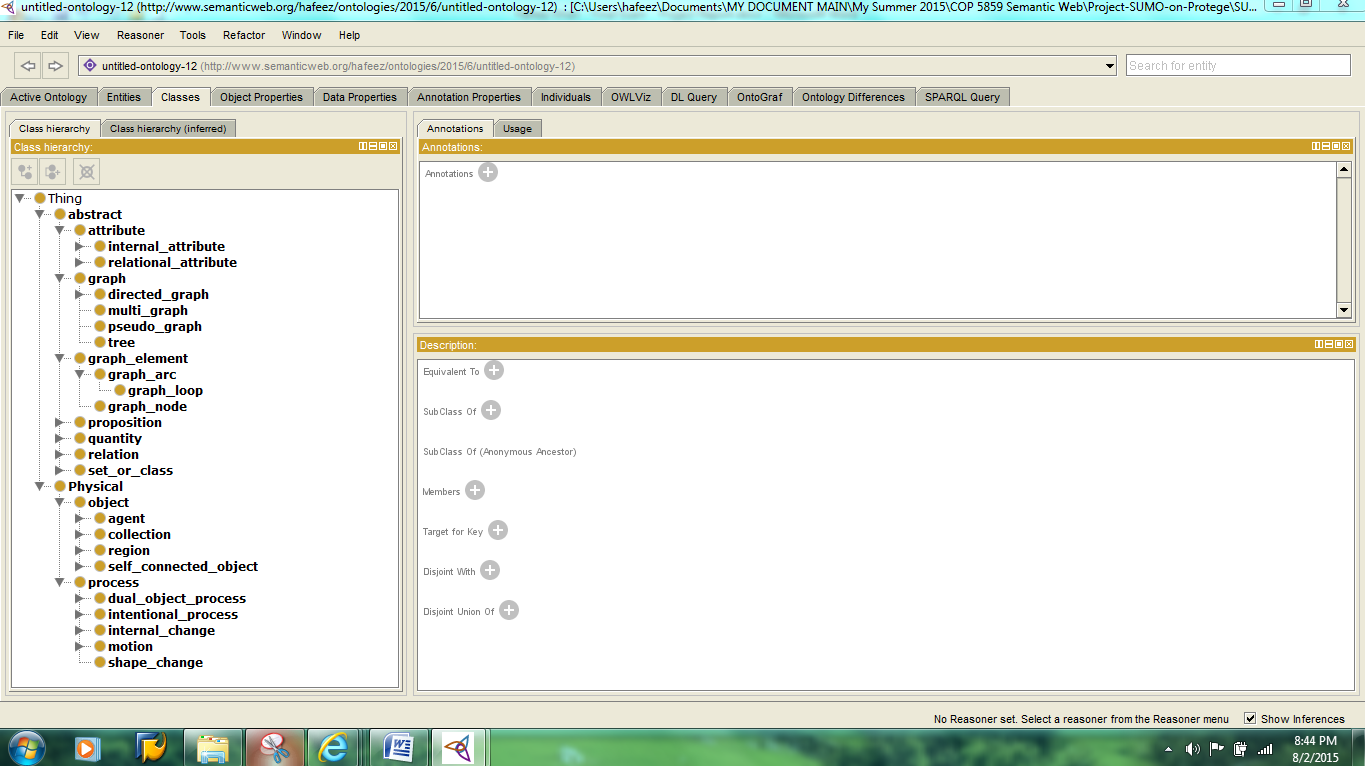 untitled-ontology-12 (http://www.semanticweb.org/hafeez/ontologies/2015/6/untitled-ontology-12) : [C:\Users\hafeez\Documents\MY DOCUMENT MAIN\My Summer 2015\COP 5859 Semantic Web\Project-SUMO-on-Protege\SU...
File Edit View Reasoner Tools Refactor Window Help
untitled-ontology-12 (http://www.semanticweb.org/hafeez/ontologies/2015/6/untitled-ontology-12)
Search for entity
Active Ontology Entities Classes Object Properties Data Properties Annotation Properties Individuals OWLViz DL Query OntoGraf Ontology Differences SPARQL Query
Class hierarchy Class hierarchy (inferred)
Class hierarchy:
Thing
abstract
attribute
internal_attribute
relational_attribute
graph
directed_graph
multi_graph
pseudo_graph
tree
graph_element
graph_arc
graph_loop
graph_node
proposition
quantity
relation
set_or_class
Physical
object
agent
collection
region
self_connected_object
process
dual_object_process
intentional_process
internal_change
motion
shape_change
Annotations Usage
Annotations:
Annotations
Description:
Equivalent To
SubClass Of
SubClass Of (Anonymous Ancestor)
Members
Target for Key
Disjoint With
Disjoint Union Of
No Reasoner set. Select a reasoner from the Reasoner menu Show Inferences
8:44 PM
8/2/2015